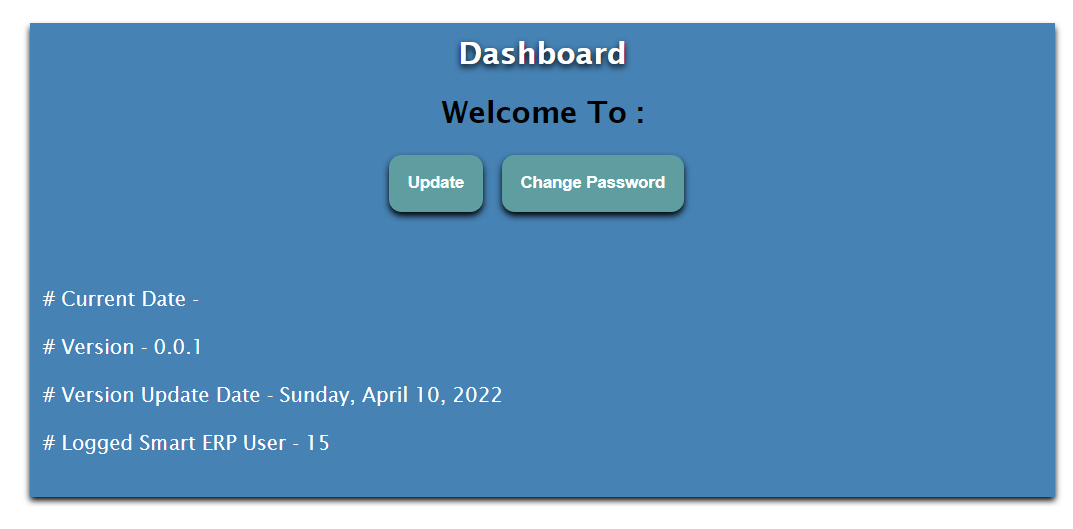 Dashboard
Welcome To :
Update Change Password
# Current Date -
# Version - 0.0.1
# Version Update Date - Sunday, April 10, 2022
# Logged Smart ERP User - 15